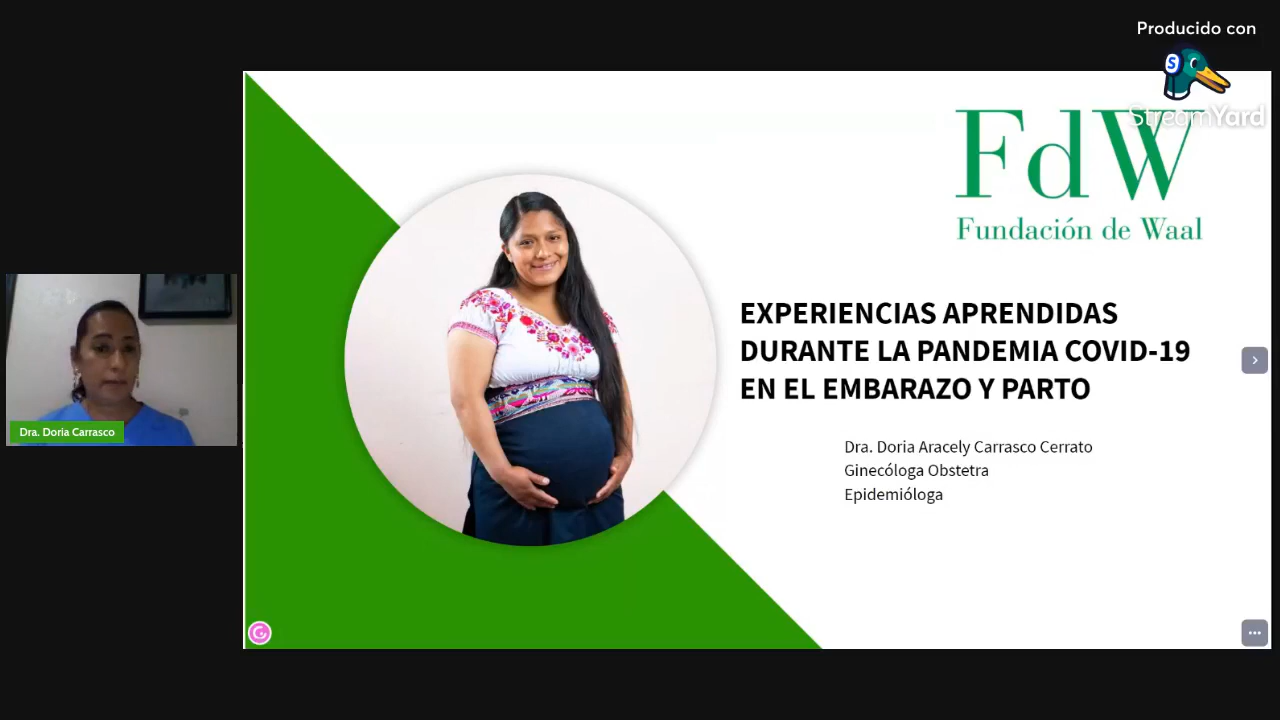 Producido con
StreamYard
FdW
Fundación de Waal
EXPERIENCIAS APRENDIDAS
DURANTE LA PANDEMIA COVID-19
EN EL EMBARAZO Y PARTO
Dra. Doria Aracely Carrasco Cerrato
Ginecóloga Obstetra
Epidemióloga
Dra. Doria Carrasco